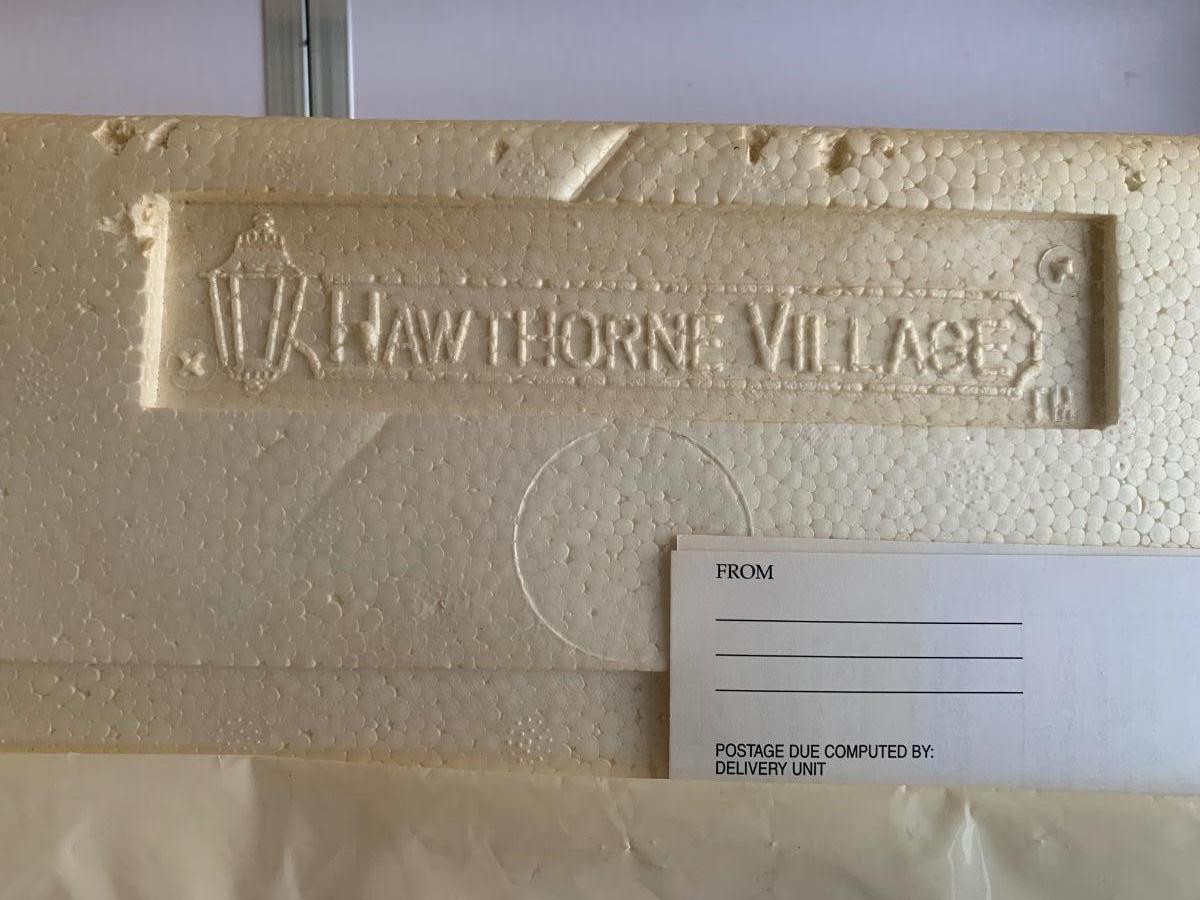 HAWTHORNE VILLAGE
TM
FROM
POSTAGE DUE COMPUTED BY:
DELIVERY UNIT